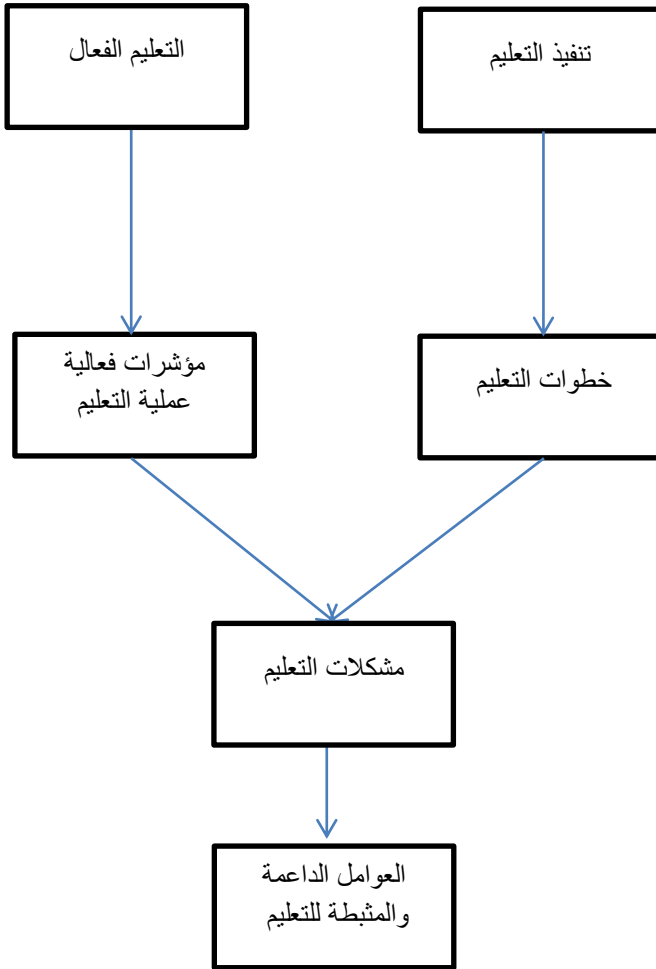 تنفيذ التعليم
التعليم الفعال
خطوات التعليم
مؤشرات فعالية
عملية التعليم
مشكلات التعليم
العوامل الداعمة
والمثبطة للتعليم